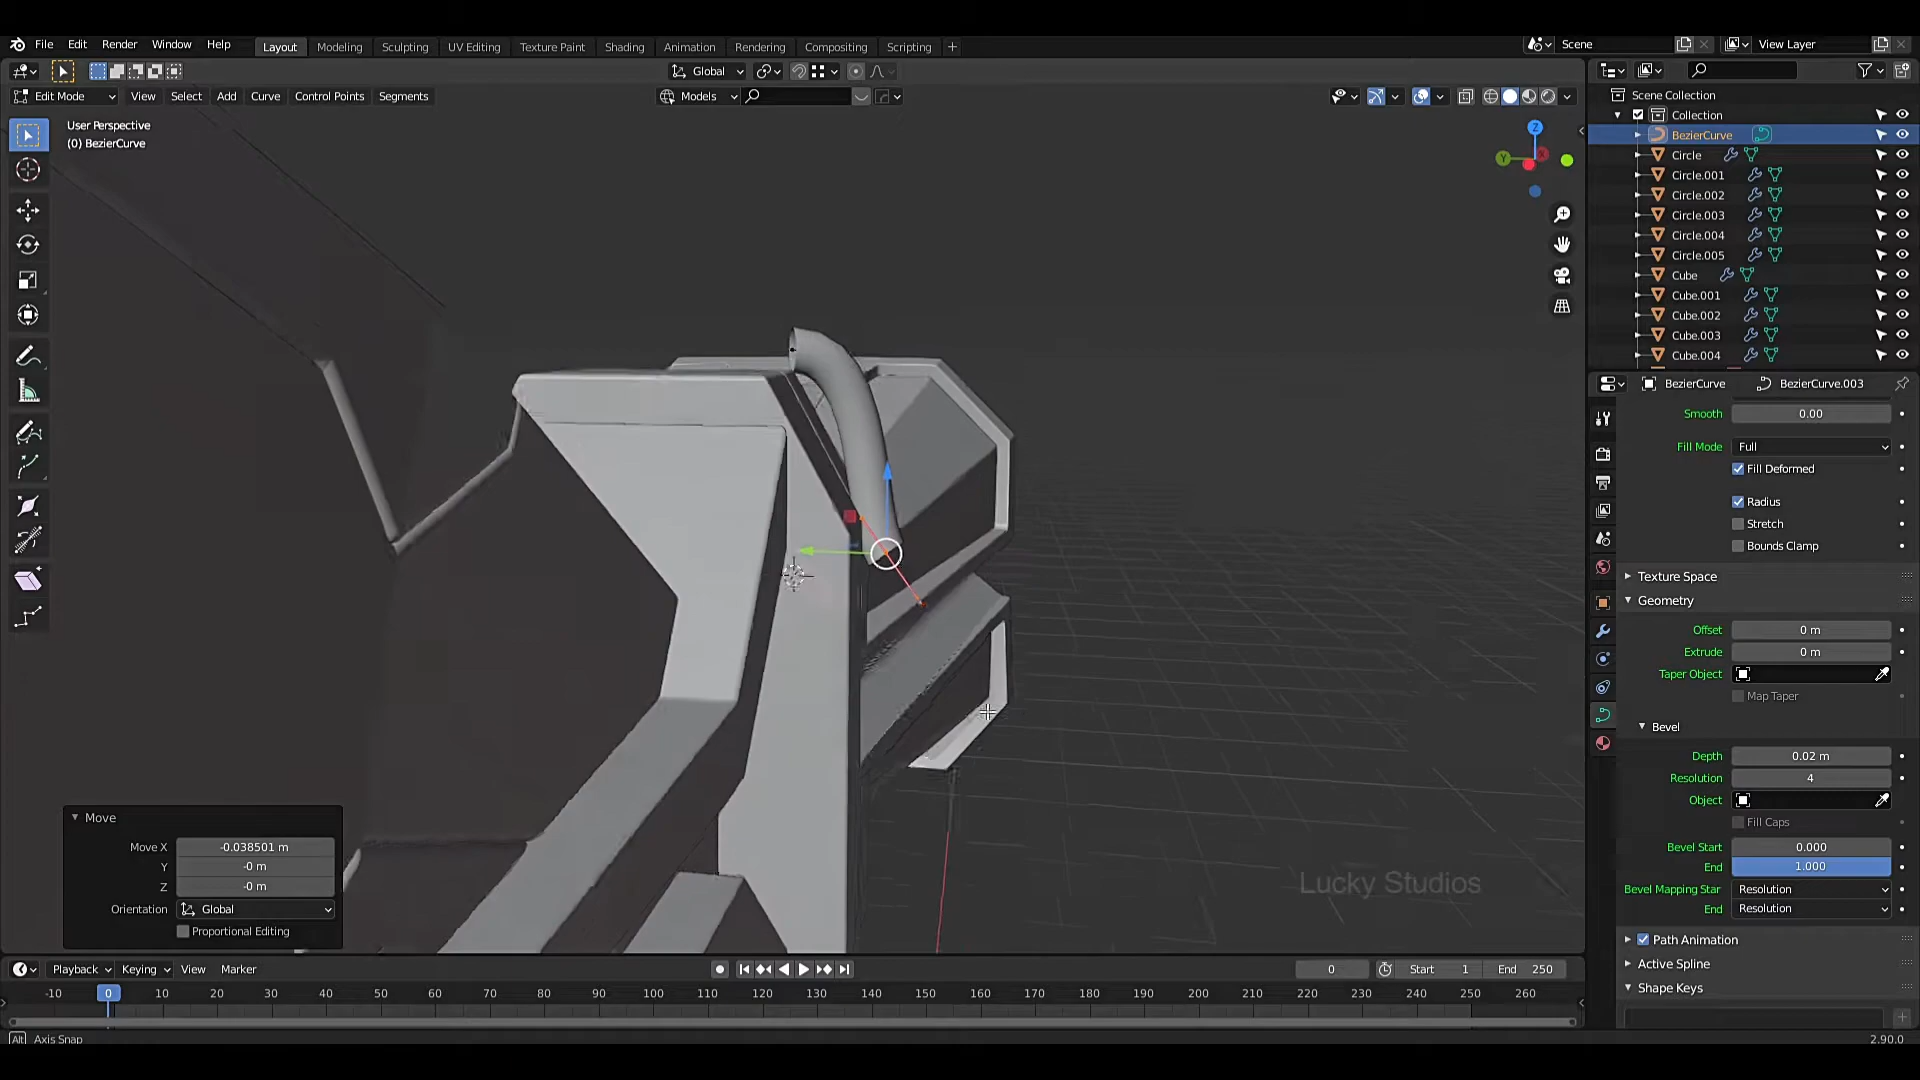 File Edit Render Window Help
Layout Modeling Sculpting UV Editing Texture Paint Shading Animation Rendering Compositing Scripting +
Scene
View Layer
Global
Edit Mode View Select Add Curve Control Points Segments
Models
User Perspective
(0) BezierCurve
Z
Y
X
Scene Collection
Collection
BezierCurve
Circle
Circle.001
Circle.002
Circle.003
Circle.004
Circle.005
Cube
Cube.001
Cube.002
Cube.003
Cube.004
BezierCurve BezierCurve.003
Smooth 0.00
Fill Mode Full
Fill Deformed
Radius
Stretch
Bounds Clamp
Texture Space
Geometry
Offset 0 m
Extrude 0 m
Taper Object
Map Taper
Bevel
Depth 0.02 m
Resolution 4
Object
Fill Caps
Bevel Start 0.000
End 1.000
Bevel Mapping Star Resolution
End Resolution
Path Animation
Active Spline
Shape Keys
Move
Move X -0.038501 m
Y -0 m
Z -0 m
Orientation Global
Proportional Editing
Lucky Studios
Playback Keying View Marker
0 Start 1 End 250
-10 0 10 20 30 40 50 60 70 80 90 100 110 120 130 140 150 160 170 180 190 200 210 220 230 240 250 260
Alt Axis Snap
2.90.0